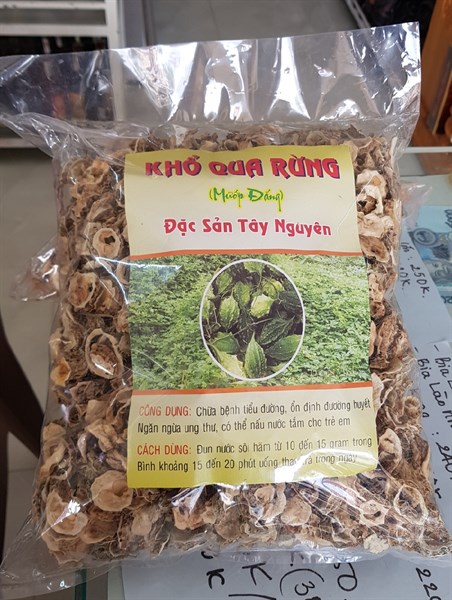 KHỔ QUA RỪNG
(Mướp Đắng)
Đặc Sản Tây Nguyên
CÔNG DỤNG: Chữa bệnh tiểu đường, ổn định đường huyết
Ngăn ngừa ung thư, có thể nấu nước tắm cho trẻ em
CÁCH DÙNG: Đun nước sôi hãm từ 10 đến 15 gram trong
Bình khoảng 15 đến 20 phút uống thay trà trong ngày
250K